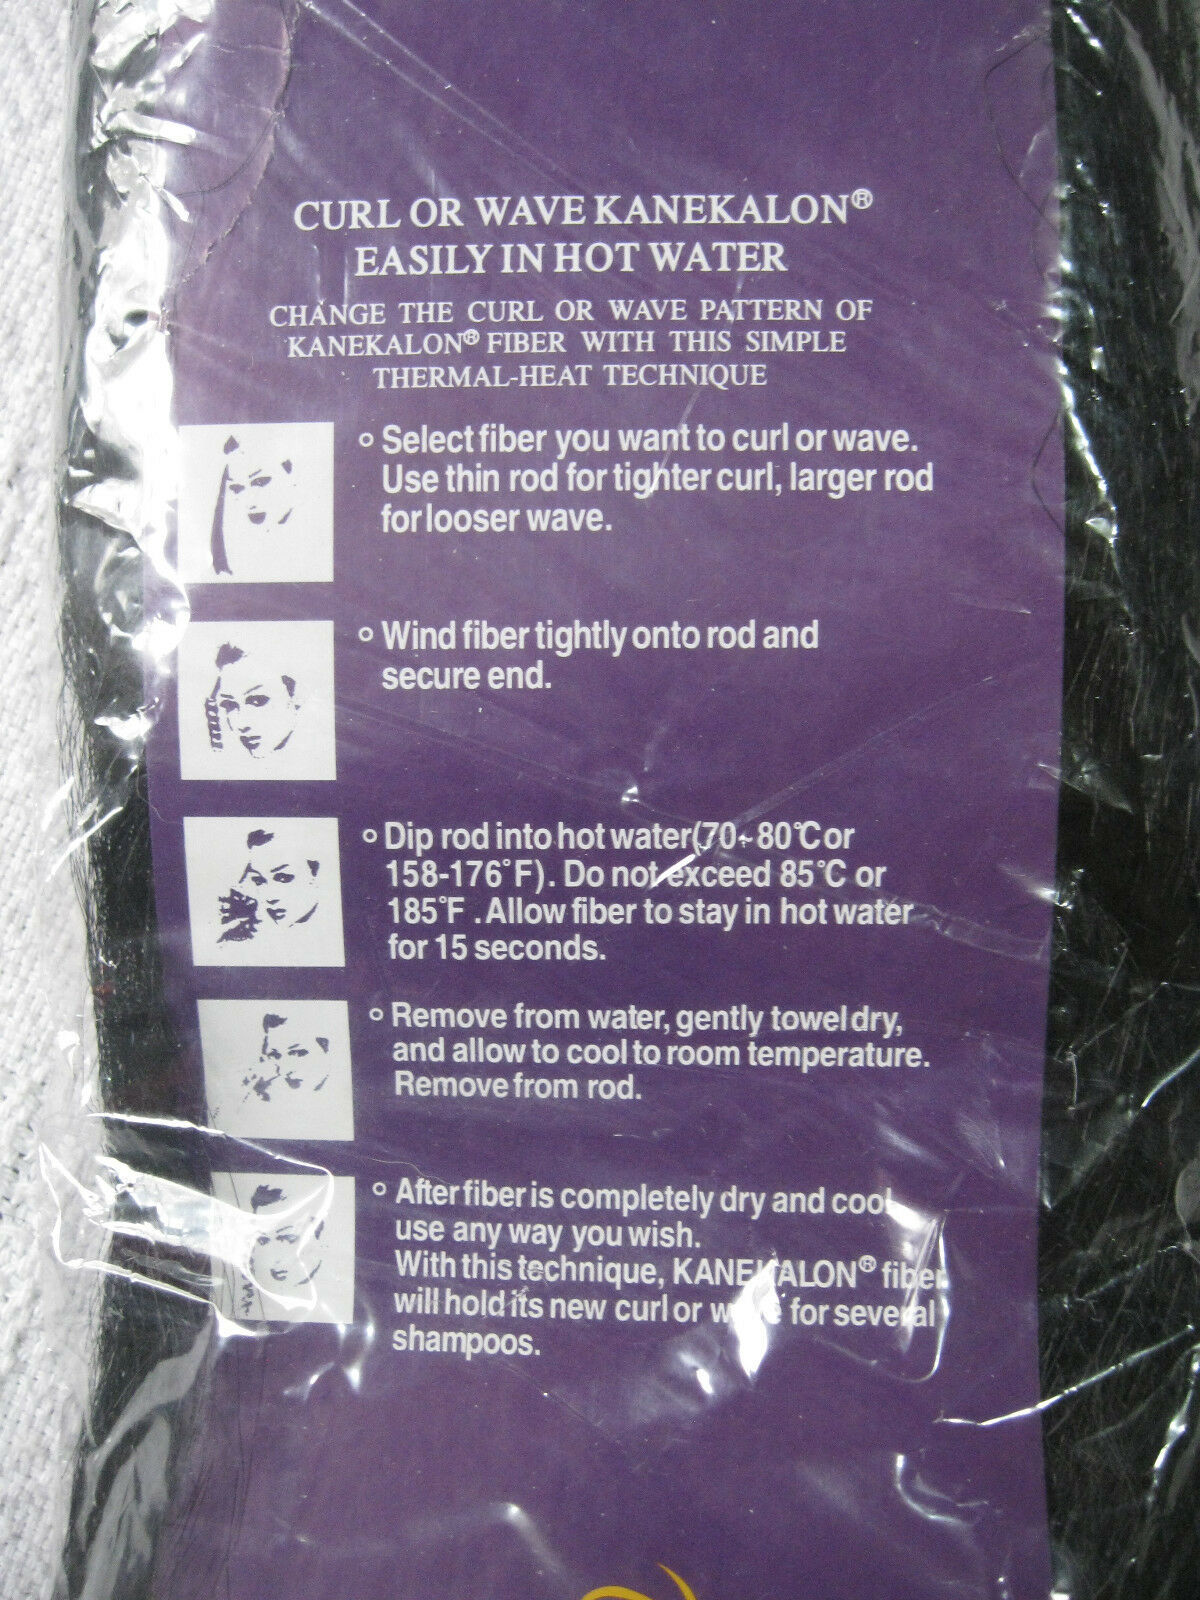 CURL OR WAVE KANEKALON®
EASILY IN HOT WATER
CHANGE THE CURL OR WAVE PATTERN OF
KANEKALON® FIBER WITH THIS SIMPLE
THERMAL-HEAT TECHNIQUE
○ Select fiber you want to curl or wave.
Use thin rod for tighter curl, larger rod
for looser wave.
○ Wind fiber tightly onto rod and
secure end.
○ Dip rod into hot water(70~80°C or
158-176°F). Do not exceed 85°C or
185°F .Allow fiber to stay in hot water
for 15 seconds.
○ Remove from water, gently towel dry,
and allow to cool to room temperature.
Remove from rod.
○ After fiber is completely dry and cool
use any way you wish.
With this technique, KANEKALON® fiber
will hold its new curl or wave for several
shampoos.